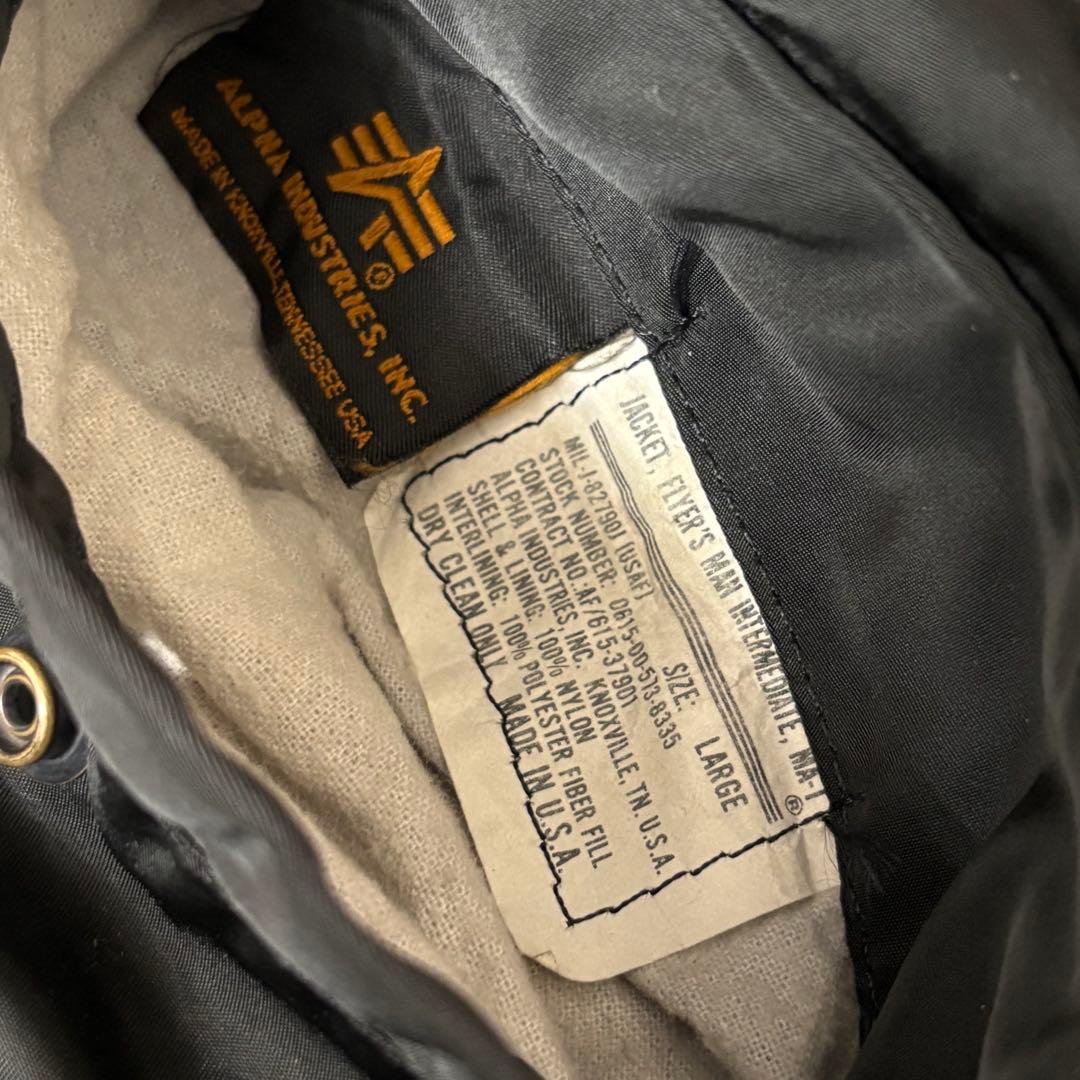 ALPHA INDUSTRIES, INC.
MADE IN KNOXVILLE, TENNESSEE USA
®
JACKET, FLYER'S MAN INTERMEDIATE, MA-1
®
SIZE: LARGE
MIL-J-82790J (USAF)
STOCK NUMBER: 0615-00-513-8335
CONTRACT NO: AF/615-37901
ALPHA INDUSTRIES, INC. KNOXVILLE, TN. U.S.A.
SHELL & LINING: 100% NYLON
INTERLINING: 100% POLYESTER FIBER FILL
DRY CLEAN ONLY MADE IN U.S.A.